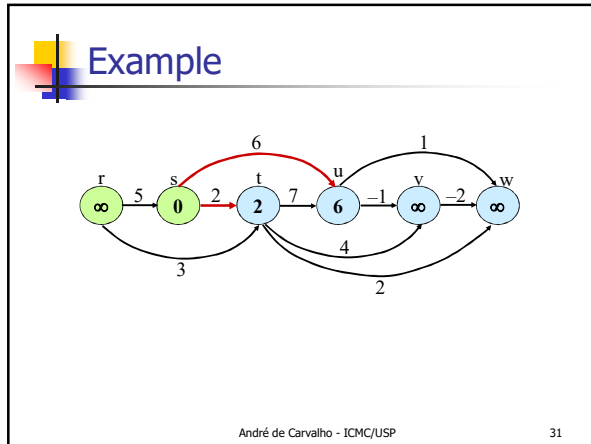 Example
6
1
r s t u v w
5 2 7 –1 –2
∞ 0 2 6 ∞ ∞
4
3
2
André de Carvalho - ICMC/USP 31